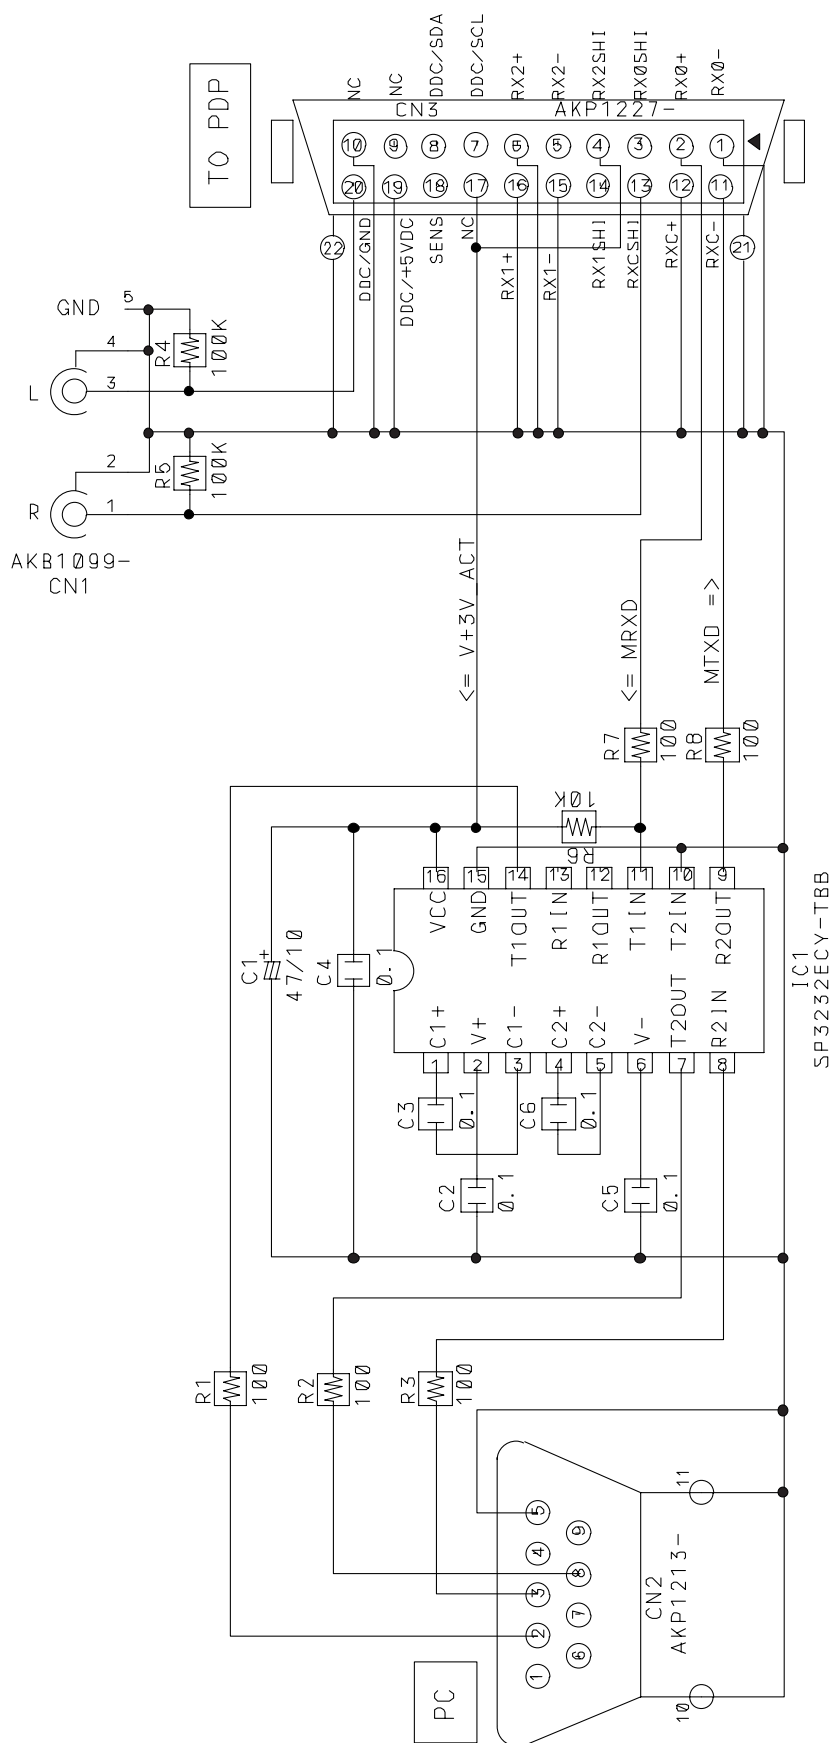 TO PDP
NC
NC
DDC/SDA
DDC/SCL
RX2+
RX2-
RX2SHI
RX0SHI
RX0+
RX0-
CN3
AKP1227-
10
9
8
7
6
5
4
3
2
1
20
19
18
17
16
15
14
13
12
11
22
DDC/GND
DDC/+5VDC
SENS
NC
RX1+
RX1-
RX1SHI
RXCSHI
RXC+
RXC-
21
GND
5
4
L
3
R4
100K
2
R
1
R5
100K
AKB1099-
CN1
<= V+3V ACT
<= MRXD
MTXD =>
R7
100
R8
100
10K
R6
16
15
14
13
12
11
10
9
VCC
GND
T1OUT
R1IN
R1OUT
T1IN
T2IN
R2OUT
C1
+
47/10
C4
0.1
IC1
SP3232ECY-TBB
C1+
V+
C1-
C2+
C2-
V-
T2OUT
R2IN
1
2
3
4
5
6
7
8
C3
0.1
C6
0.1
C2
0.1
C5
0.1
R1
100
R2
100
R3
100
5
4
3
2
1
9
8
7
6
11
10
CN2
AKP1213-
PC